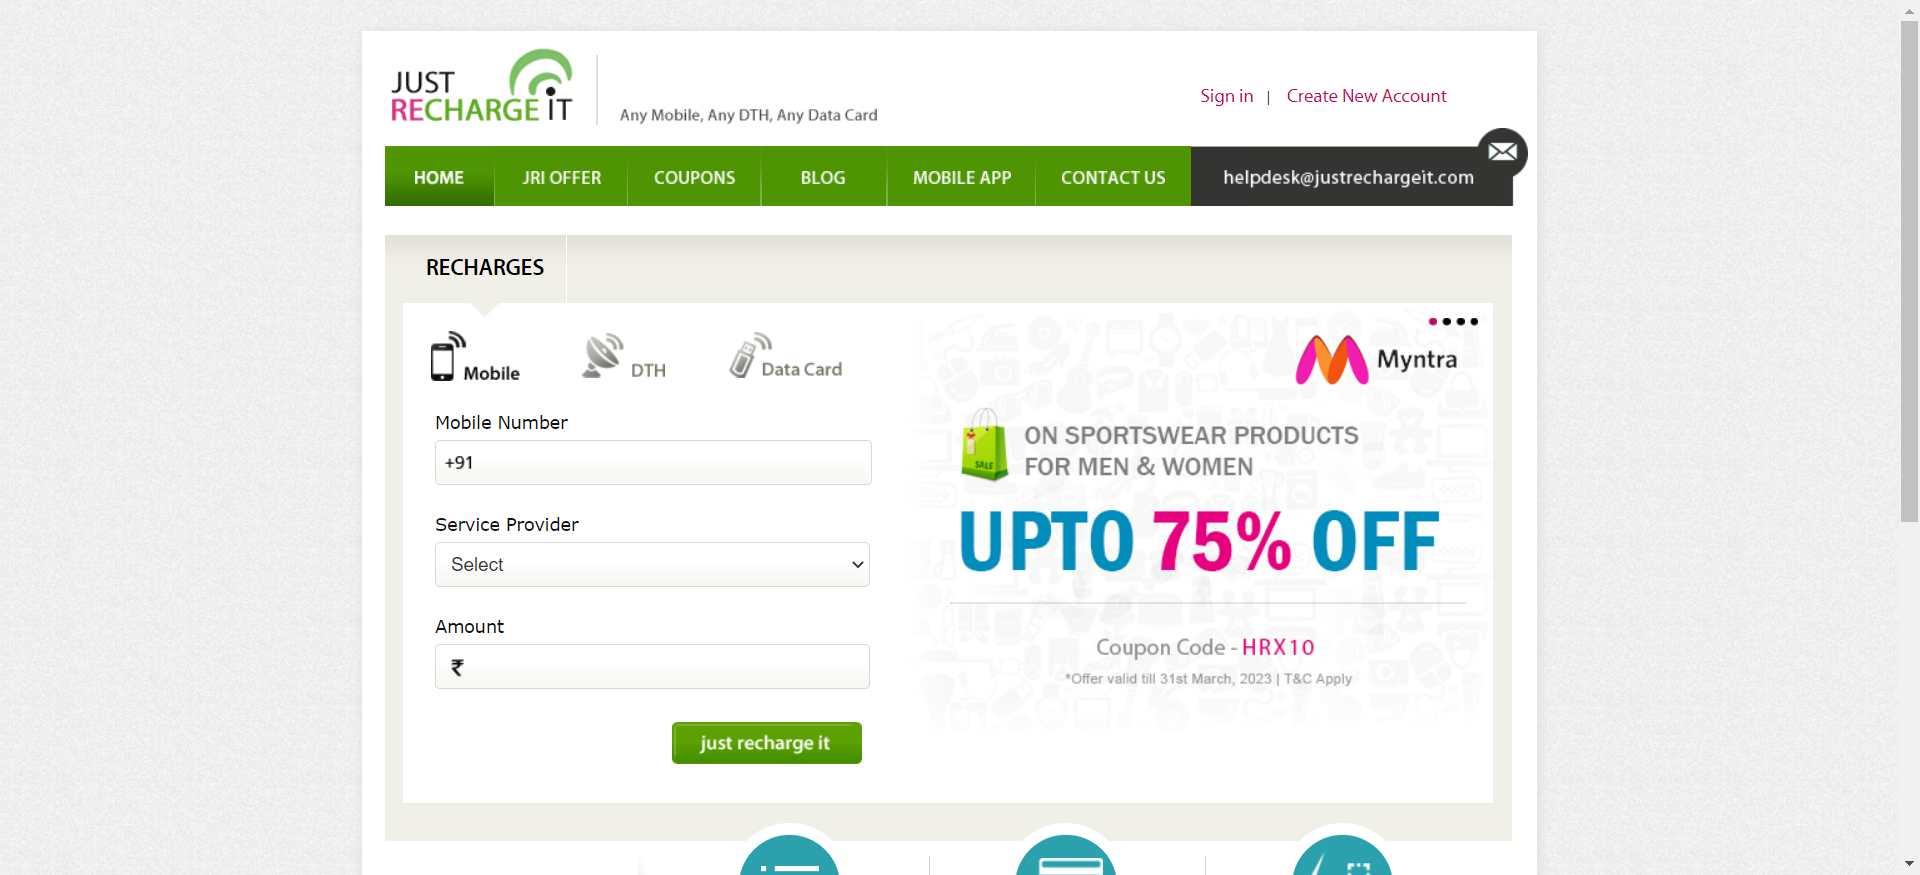 JUST
RECHARGE IT
Any Mobile, Any DTH, Any Data Card
Sign in | Create New Account
HOME
JRI OFFER
COUPONS
BLOG
MOBILE APP
CONTACT US
helpdesk@justrechargeit.com
RECHARGES
Mobile
DTH
Data Card
Mobile Number
+91
Service Provider
Select
Amount
₹
just recharge it
Myntra
SALE
ON SPORTSWEAR PRODUCTS
FOR MEN & WOMEN
UPTO 75% OFF
Coupon Code - HRX10
*Offer valid till 31st March, 2023 | T&C Apply